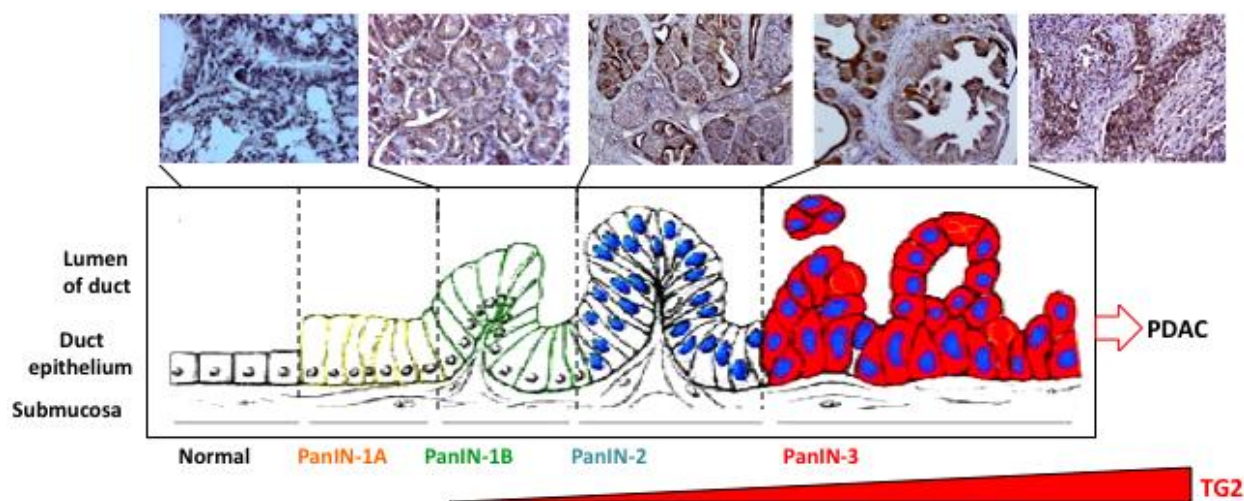 Lumen
of duct
Duct
epithelium
Submucosa
PDAC
Normal PanIN-1A PanIN-1B PanIN-2 PanIN-3
TG2